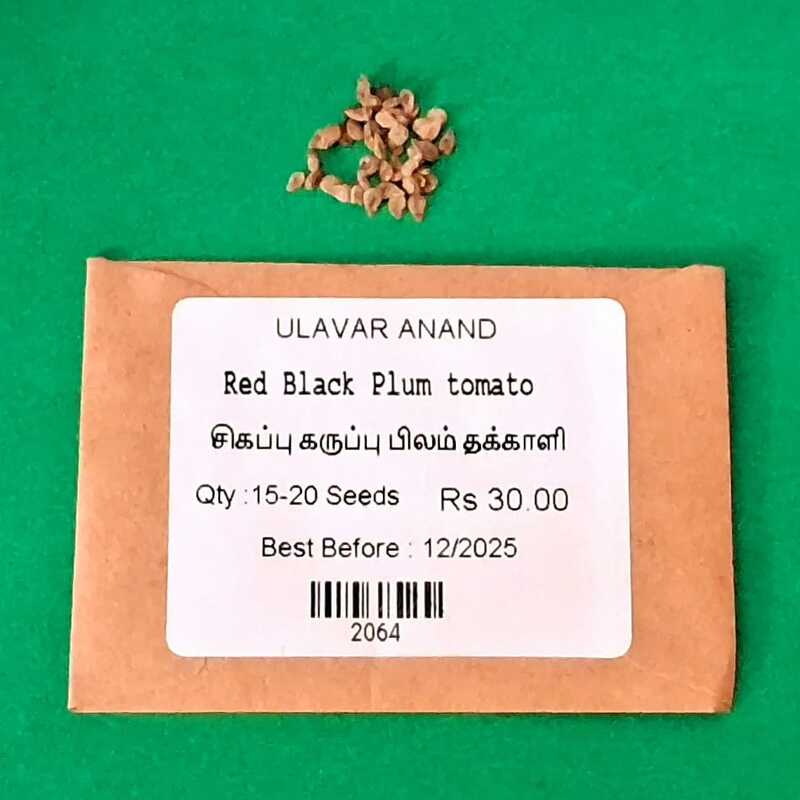 ULAVAR ANAND
Red Black Plum tomato
சிகப்பு கருப்பு பிலம் தக்காளி
Qty :15-20 Seeds Rs 30.00
Best Before : 12/2025
2064